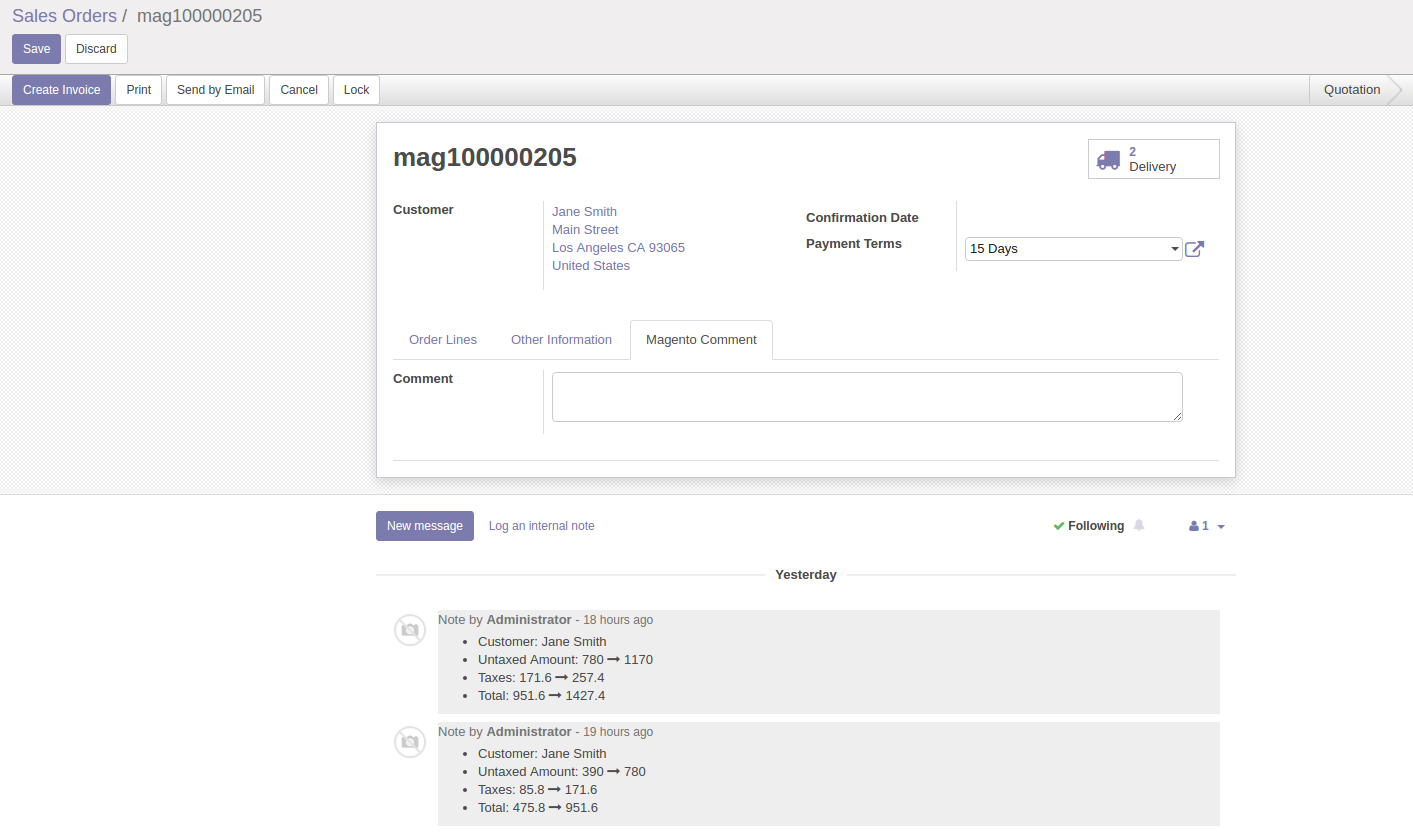 Sales Orders / mag100000205
Save Discard
Create Invoice Print Send by Email Cancel Lock Quotation
mag100000205
2
Delivery
Customer
Jane Smith
Main Street
Los Angeles CA 93065
United States
Confirmation Date
Payment Terms 15 Days
Order Lines Other Information Magento Comment
Comment
New message Log an internal note Following 1
Yesterday
Note by Administrator - 18 hours ago
• Customer: Jane Smith
• Untaxed Amount: 780 → 1170
• Taxes: 171.6 → 257.4
• Total: 951.6 → 1427.4
Note by Administrator - 19 hours ago
• Customer: Jane Smith
• Untaxed Amount: 390 → 780
• Taxes: 85.8 → 171.6
• Total: 475.8 → 951.6